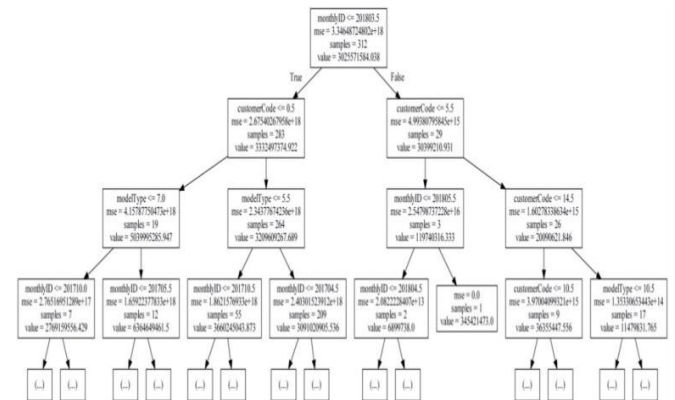 monthlyID <= 201803.5
mse = 3.34648724802e+18
samples = 312
value = 3025571584.038
True
False
customerCode <= 0.5
mse = 2.67540267958e+18
samples = 283
value = 3332497374.922
customerCode <= 5.5
mse = 4.99380795845e+15
samples = 29
value = 30399210.931
modelType <= 7.0
mse = 4.15787750473e+18
samples = 19
value = 5039995285.947
modelType <= 5.5
mse = 2.34377674236e+18
samples = 264
value = 3209609267.689
monthlyID <= 201805.5
mse = 2.54798737228e+16
samples = 3
value = 119740316.333
customerCode <= 14.5
mse = 1.60278338634e+15
samples = 26
value = 20090621.846
monthlyID <= 201710.0
mse = 2.76516951289e+17
samples = 7
value = 2769159556.429
monthlyID <= 201705.5
mse = 1.65922377833e+18
samples = 12
value = 6364649461.5
monthlyID <= 201710.5
mse = 1.8621576933e+18
samples = 55
value = 3660245043.873
monthlyID <= 201704.5
mse = 2.40301523912e+18
samples = 209
value = 3091020905.536
monthlyID <= 201804.5
mse = 2.0822228407e+13
samples = 2
value = 6899738.0
mse = 0.0
samples = 1
value = 345421473.0
customerCode <= 10.5
mse = 3.97004099321e+15
samples = 9
value = 36355447.556
modelType <= 10.5
mse = 1.35330653443e+14
samples = 17
value = 11479831.765
(...)
(...)
(...)
(...)
(...)
(...)
(...)
(...)
(...)
(...)
(...)
(...)
(...)
(...)